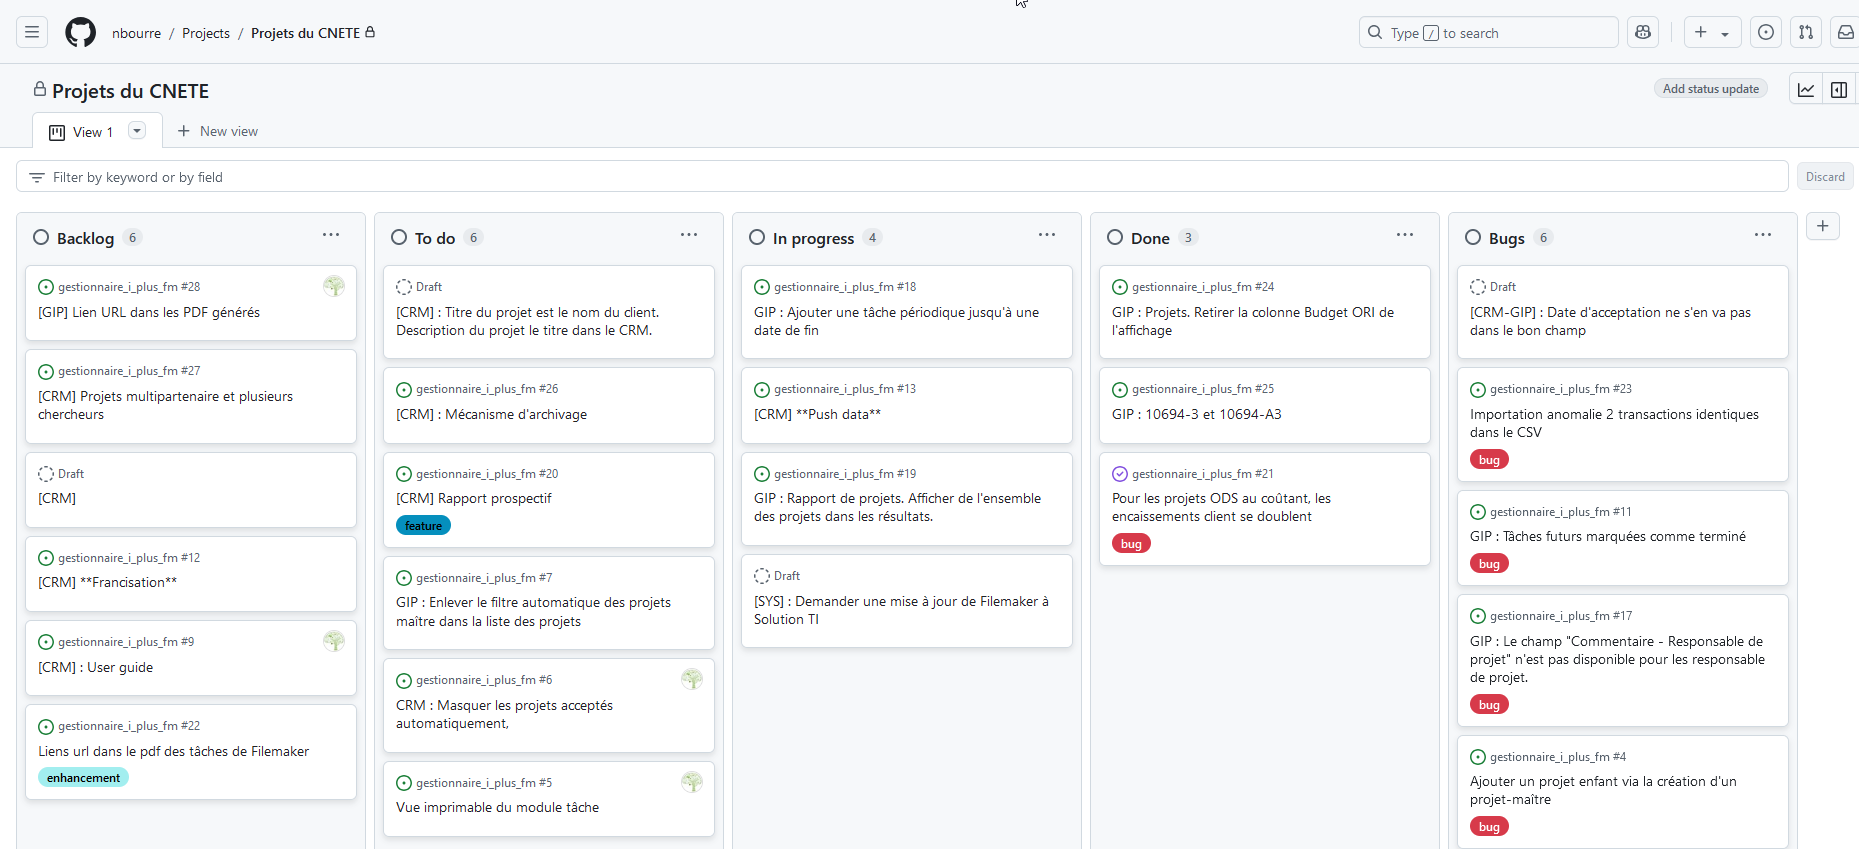 nbourre / Projects / Projets du CNETE
Type / to search
Projets du CNETE
Add status update
View 1
New view
Filter by keyword or by field
Discard
Backlog 6
gestionnaire_i_plus_fm #28
[GIP] Lien URL dans les PDF générés
gestionnaire_i_plus_fm #27
[CRM] Projets multipartenaire et plusieurs
chercheurs
Draft
[CRM]
gestionnaire_i_plus_fm #12
[CRM] **Francisation**
gestionnaire_i_plus_fm #9
[CRM] : User guide
gestionnaire_i_plus_fm #22
Liens url dans le pdf des tâches de Filemaker
enhancement
To do 6
Draft
[CRM] : Titre du projet est le nom du client.
Description du projet le titre dans le CRM.
gestionnaire_i_plus_fm #26
[CRM] : Mécanisme d'archivage
gestionnaire_i_plus_fm #20
[CRM] Rapport prospectif
feature
gestionnaire_i_plus_fm #7
GIP : Enlever le filtre automatique des projets
maître dans la liste des projets
gestionnaire_i_plus_fm #6
CRM : Masquer les projets acceptés
automatiquement,
gestionnaire_i_plus_fm #5
Vue imprimable du module tâche
In progress 4
gestionnaire_i_plus_fm #18
GIP : Ajouter une tâche périodique jusqu'à une
date de fin
gestionnaire_i_plus_fm #13
[CRM] **Push data**
gestionnaire_i_plus_fm #19
GIP : Rapport de projets. Afficher de l'ensemble
des projets dans les résultats.
Draft
[SYS] : Demander une mise à jour de Filemaker à
Solution TI
Done 3
gestionnaire_i_plus_fm #24
GIP : Projets. Retirer la colonne Budget ORI de
l'affichage
gestionnaire_i_plus_fm #25
GIP : 10694-3 et 10694-A3
gestionnaire_i_plus_fm #21
Pour les projets ODS au coûtant, les
encaissements client se doublent
bug
Bugs 6
Draft
[CRM-GIP] : Date d'acceptation ne s'en va pas
dans le bon champ
gestionnaire_i_plus_fm #23
Importation anomalie 2 transactions identiques
dans le CSV
bug
gestionnaire_i_plus_fm #11
GIP : Tâches futurs marquées comme terminé
bug
gestionnaire_i_plus_fm #17
GIP : Le champ "Commentaire - Responsable de
projet" n'est pas disponible pour les responsable
de projet.
bug
gestionnaire_i_plus_fm #4
Ajouter un projet enfant via la création d'un
projet-maître
bug